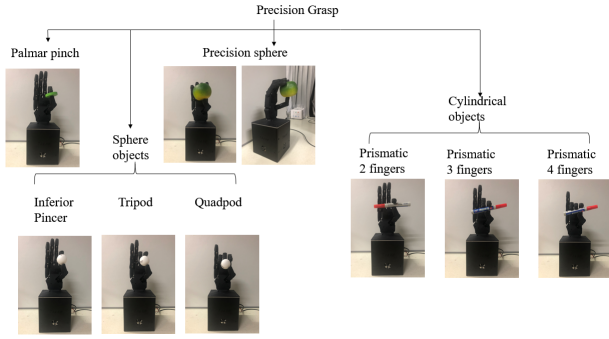 Precision Grasp
Palmar pinch
Precision sphere
Cylindrical
objects
Sphere
objects
Prismatic
2 fingers
Prismatic
3 fingers
Prismatic
4 fingers
Inferior
Pincer
Tripod
Quadpod